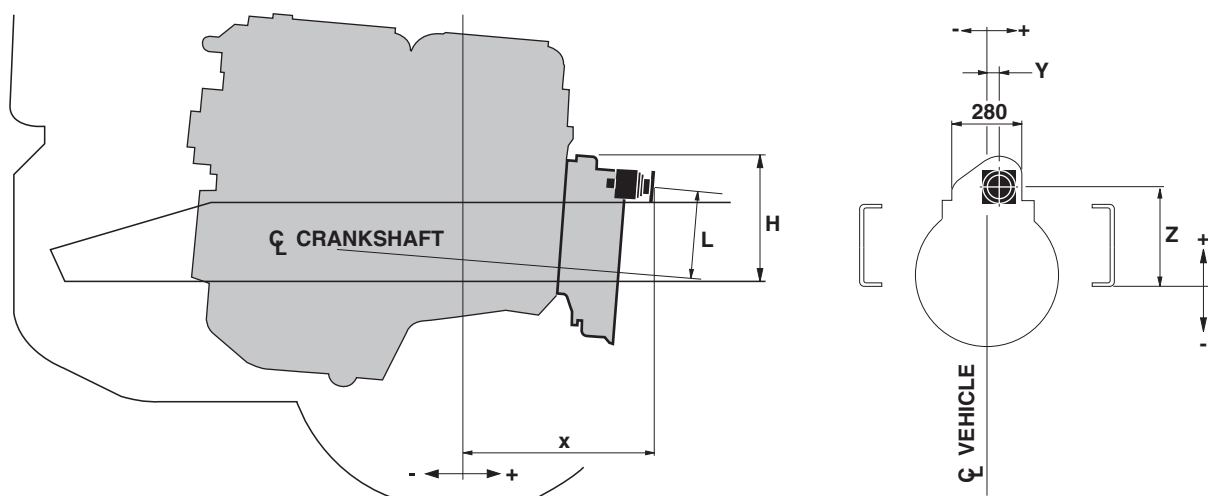 - +
Y
280
H
L
Z
℄ CRANKSHAFT
+
-
x
- +
℄ VEHICLE